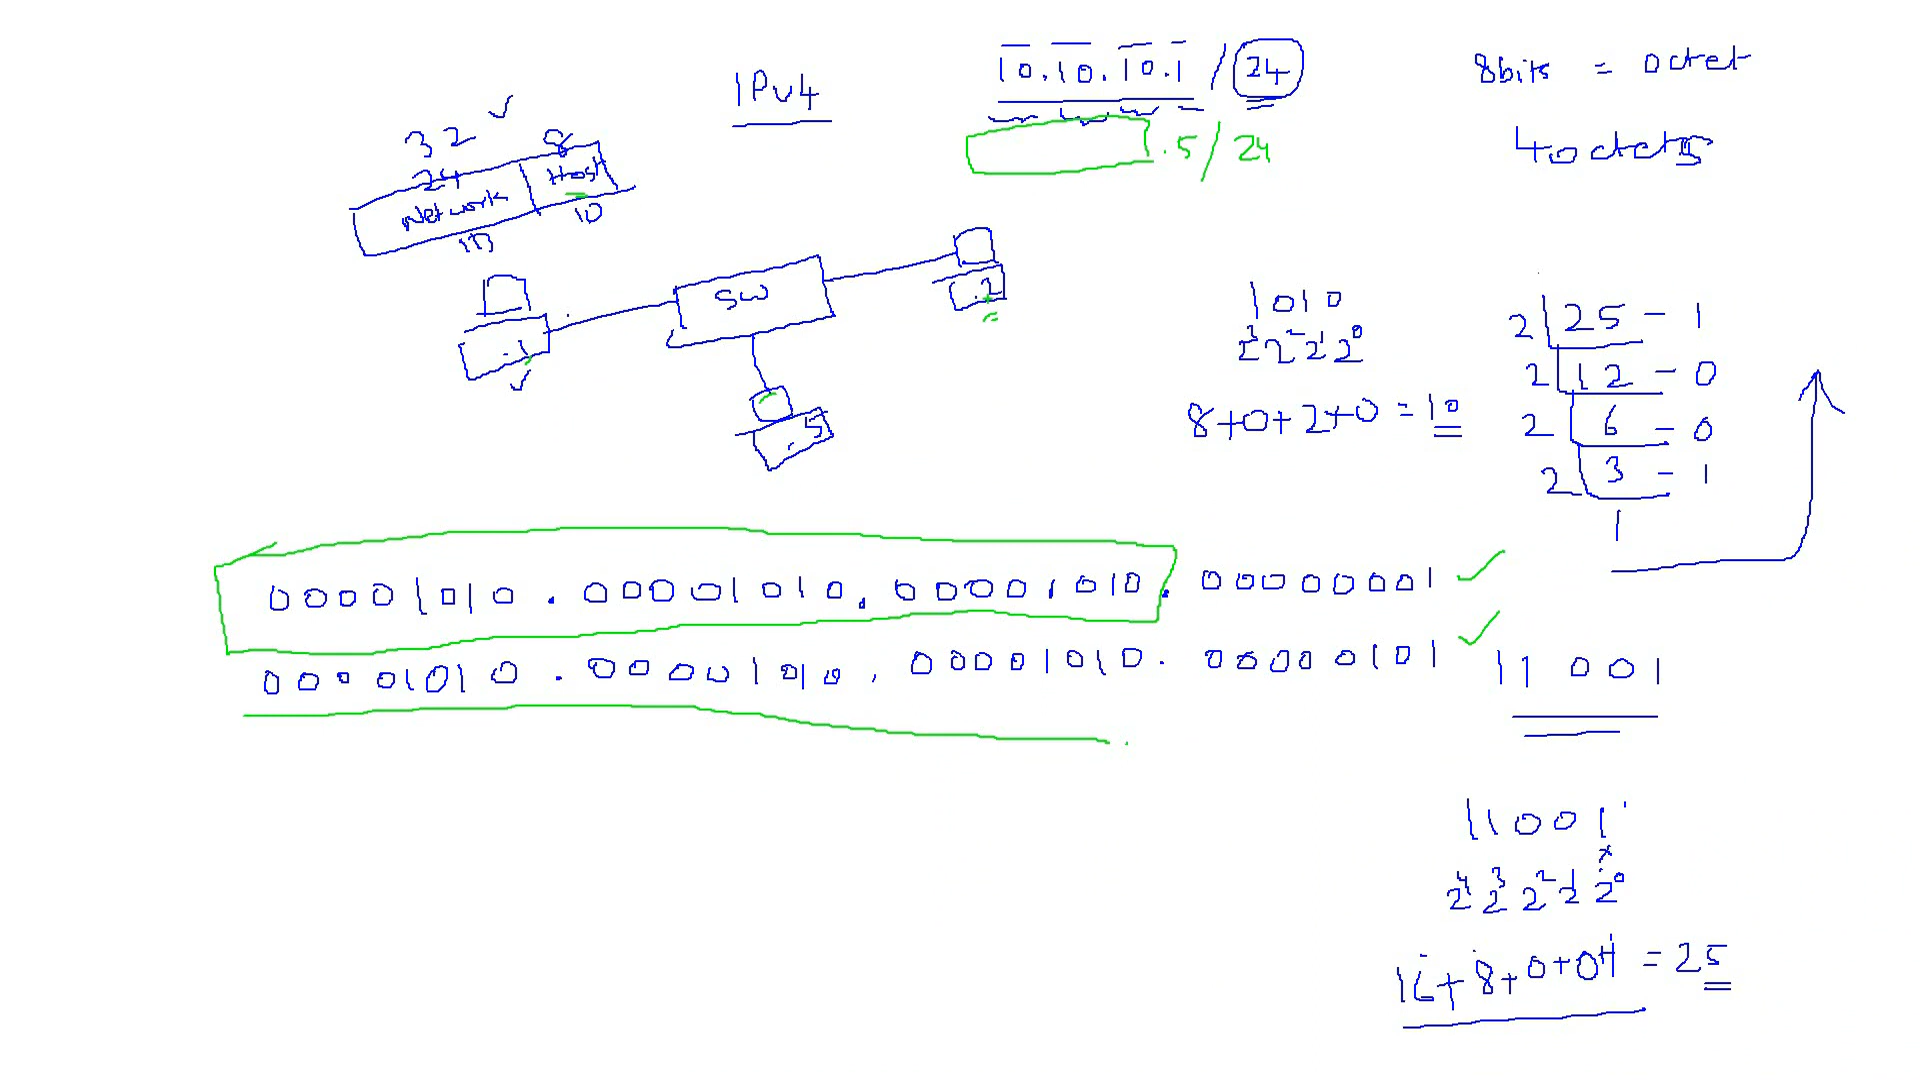 IPv4
10.10.10.1 / 24
.5 / 24
8bits = octet
4 octets
32
24 8
Network Host
10
SW
.1
.2
.5
1010
2³ 2² 2¹ 2⁰
8+0+2+0 = 10
2 25 - 1
2 12 - 0
2 6 - 0
2 3 - 1
1
00001010 . 00001010 . 00001010 . 00000001
00001010 . 00001010 . 00001010 . 00000101
11001
11001
2⁴ 2³ 2² 2¹ 2⁰
16+8+0+0+1 = 25